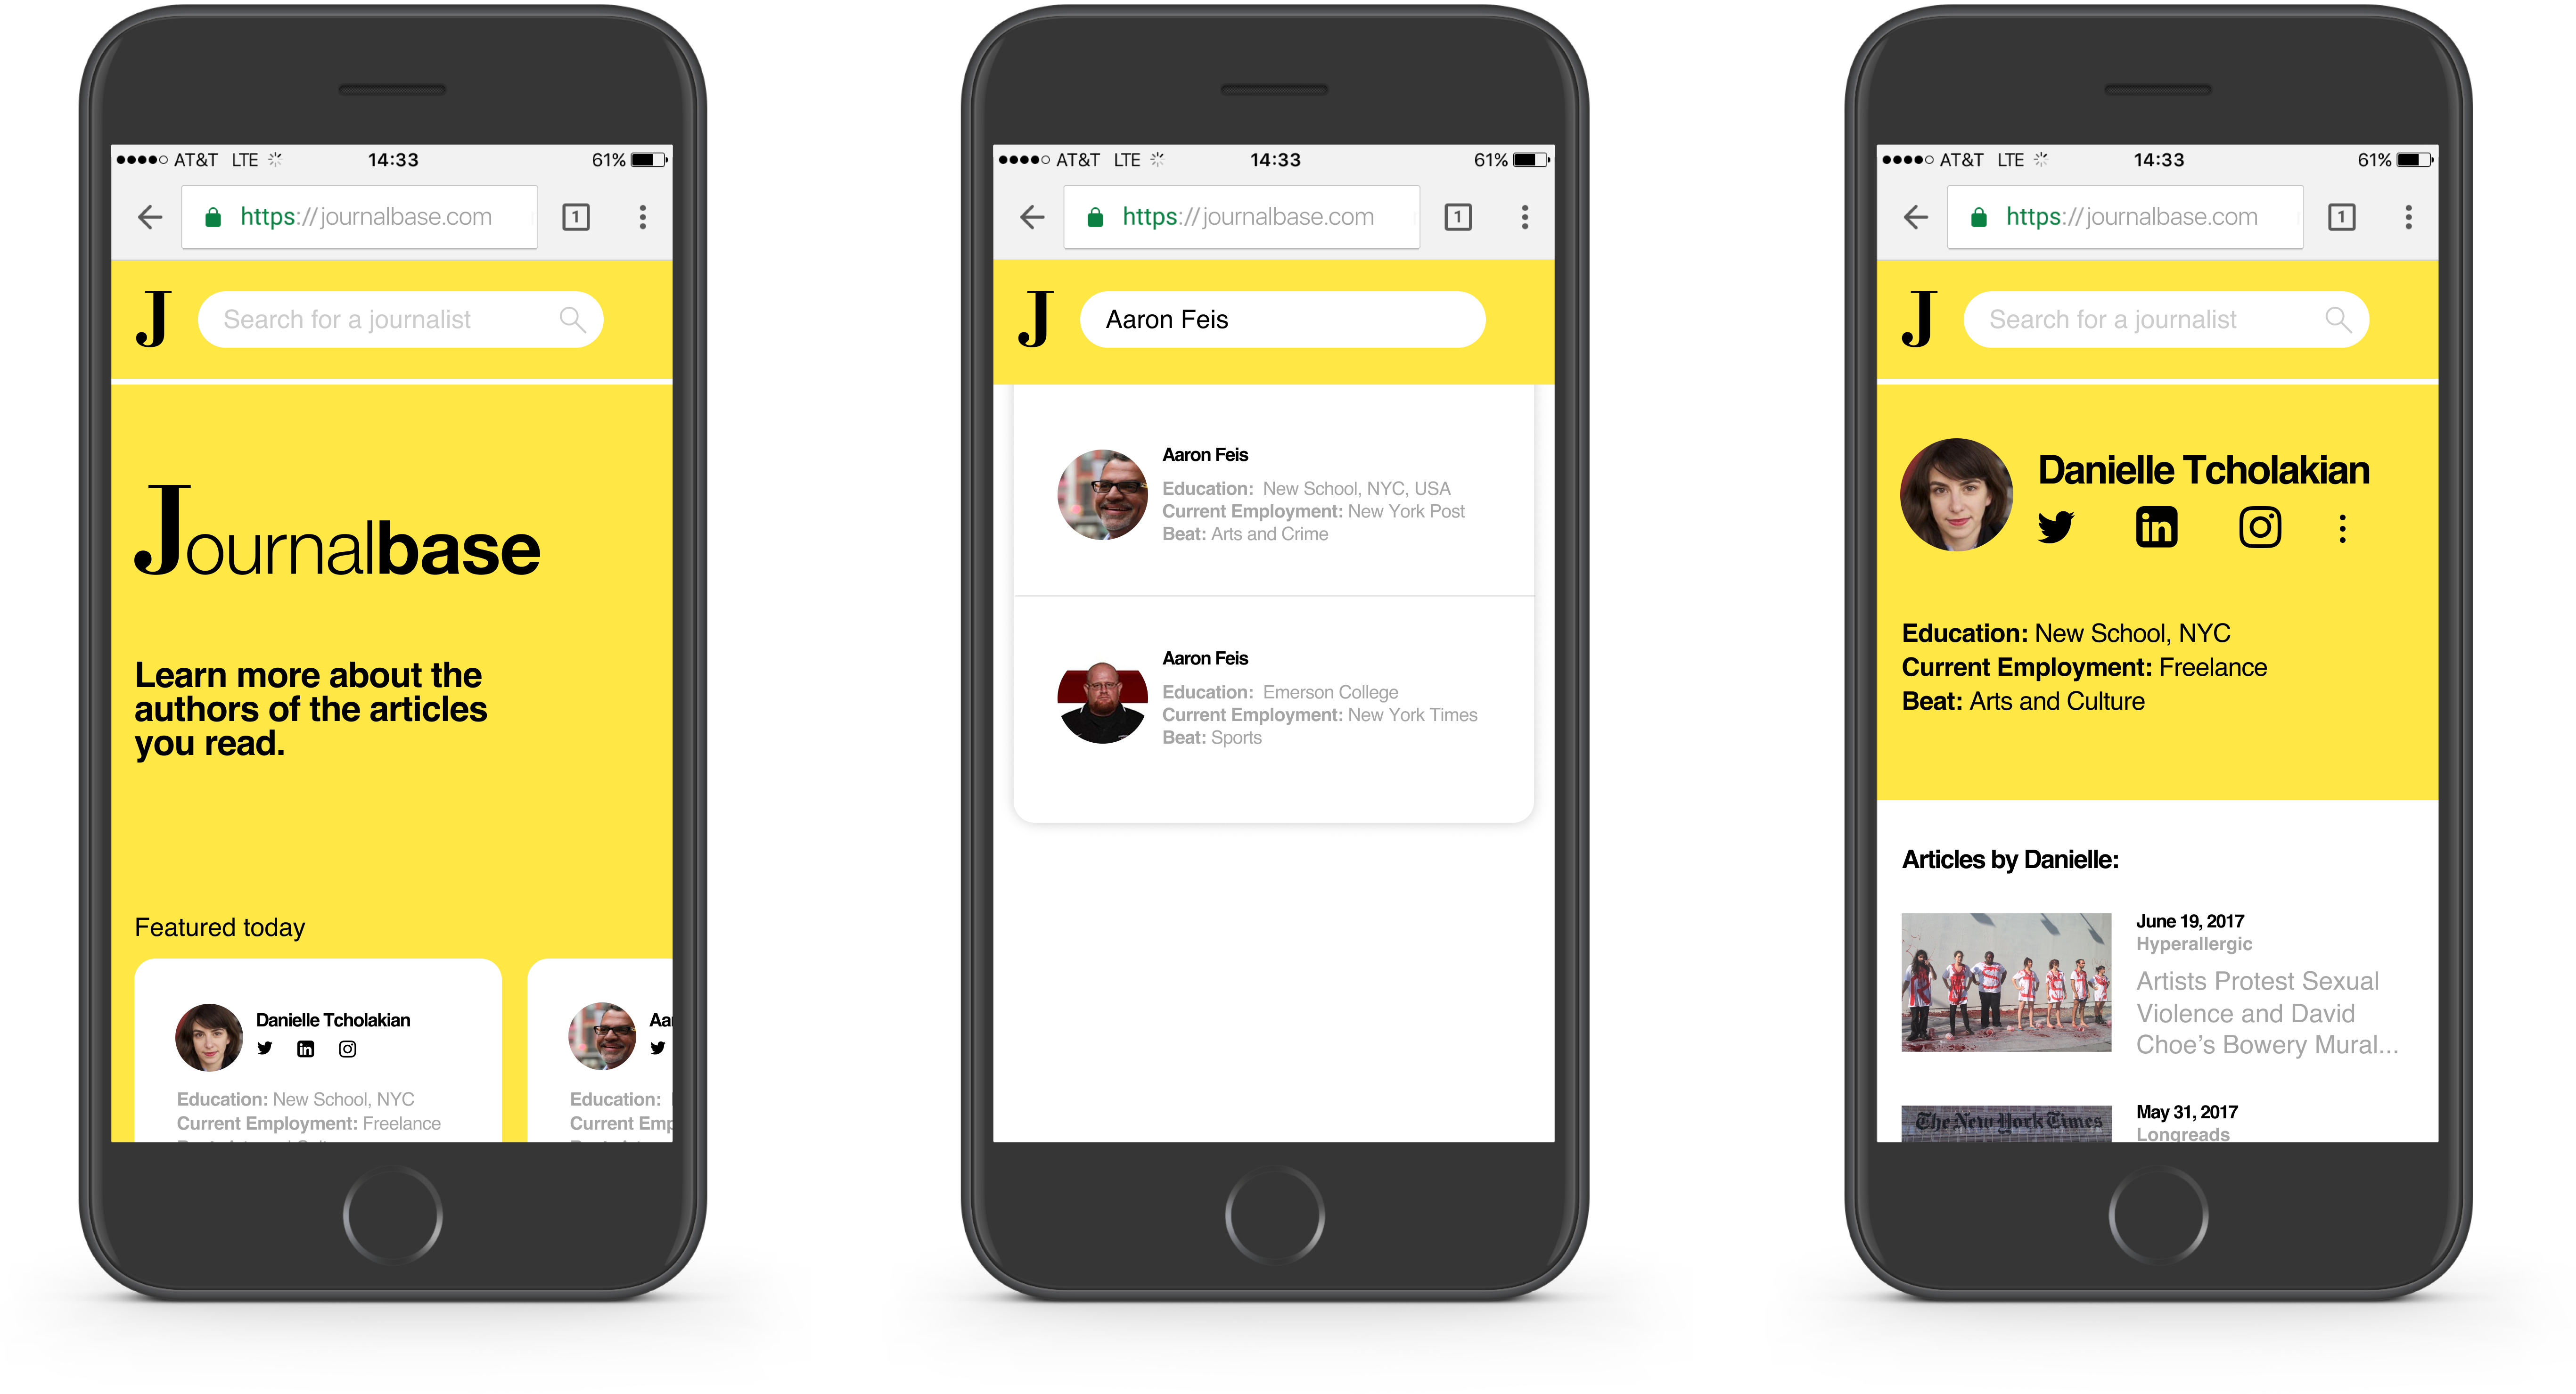 AT&T LTE 14:33 61%
https://journalbase.com 1
J Search for a journalist
Journalbase
Learn more about the
authors of the articles
you read.
Featured today
Danielle Tcholakian
Education: New School, NYC
Current Employment: Freelance
Education:
AT&T LTE 14:33 61%
https://journalbase.com 1
J Aaron Feis
Aaron Feis
Education: New School, NYC, USA
Current Employment: New York Post
Beat: Arts and Crime
Aaron Feis
Education: Emerson College
Current Employment: New York Times
Beat: Sports
AT&T LTE 14:33 61%
https://journalbase.com 1
J Search for a journalist
Danielle Tcholakian
in
Education: New School, NYC
Current Employment: Freelance
Beat: Arts and Culture
Articles by Danielle:
June 19, 2017
Hyperallergic
Artists Protest Sexual
Violence and David
Choe’s Bowery Mural...
The New York Times
May 31, 2017
Longreads